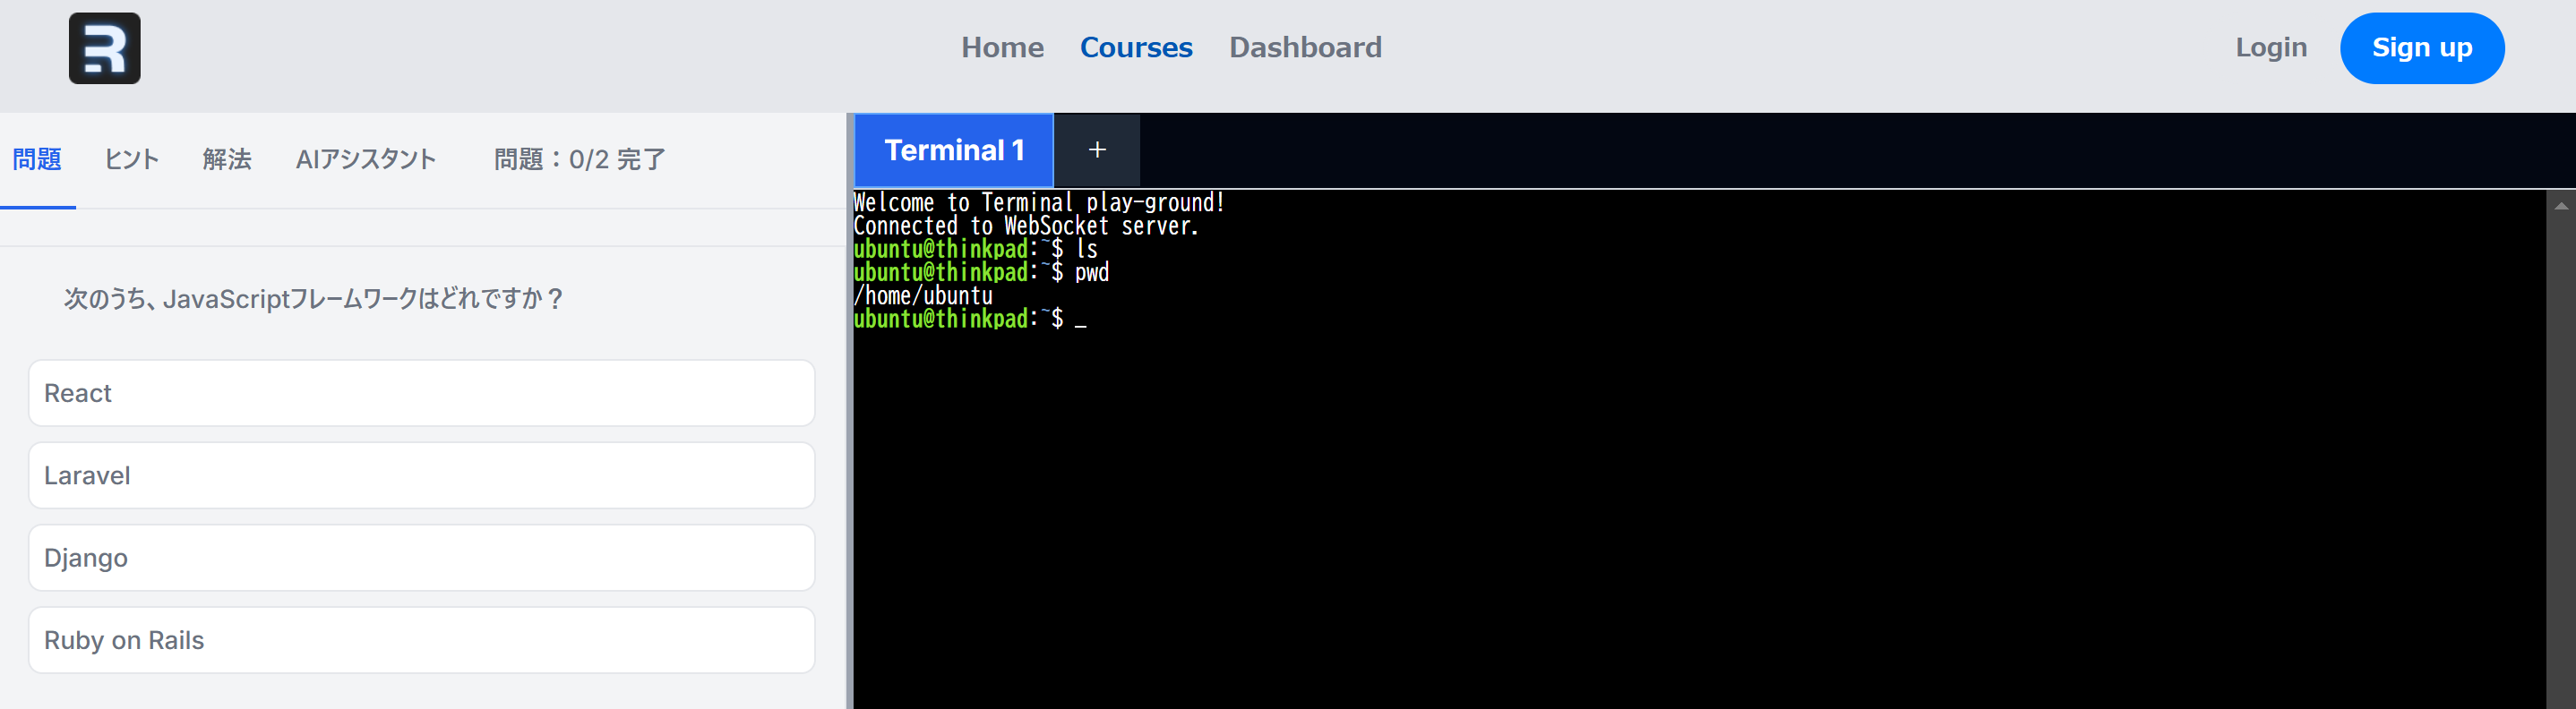 Home Courses Dashboard Login Sign up
問題 ヒント 解法 AIアシスタント 問題：0/2 完了
次のうち、JavaScriptフレームワークはどれですか？
React
Laravel
Django
Ruby on Rails
Terminal 1 +
Welcome to Terminal play-ground!
Connected to WebSocket server.
ubuntu@thinkpad:~$ ls
ubuntu@thinkpad:~$ pwd
/home/ubuntu
ubuntu@thinkpad:~$ _